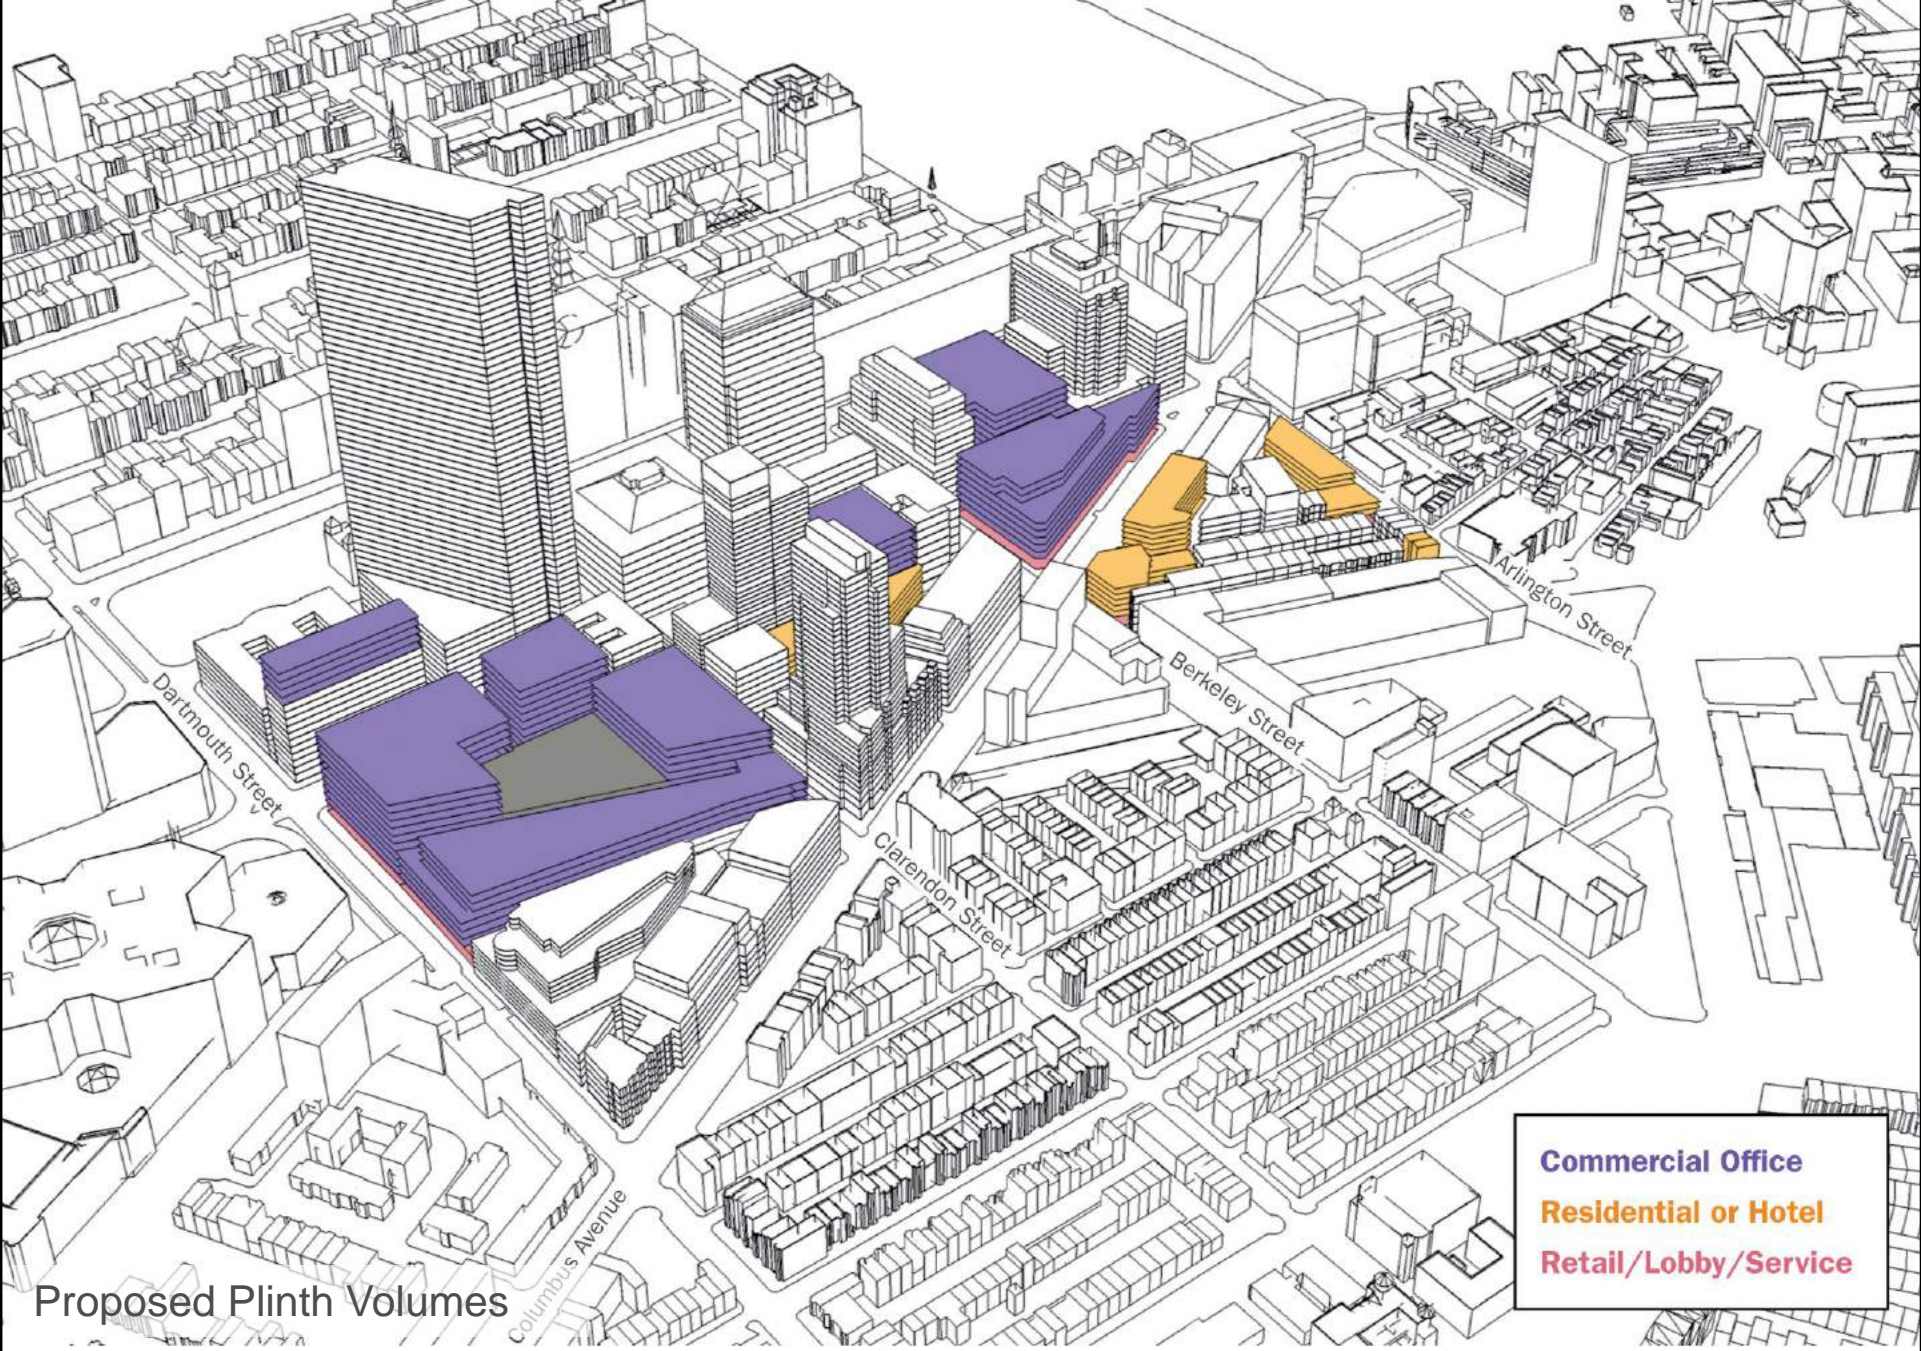 Arlington Street
Berkeley Street
Dartmouth Street
Clarendon Street
Columbus Avenue
Commercial Office
Residential or Hotel
Retail/Lobby/Service
Proposed Plinth Volumes